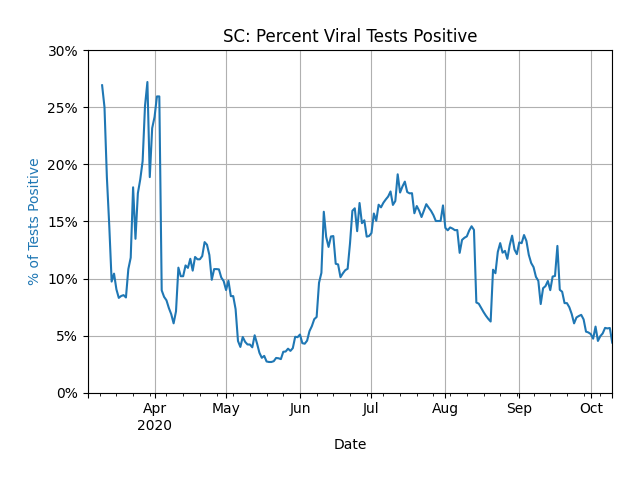 SC: Percent Viral Tests Positive
% of Tests Positive
30%
25%
20%
15%
10%
5%
0%
Apr May Jun Jul Aug Sep Oct
2020
Date